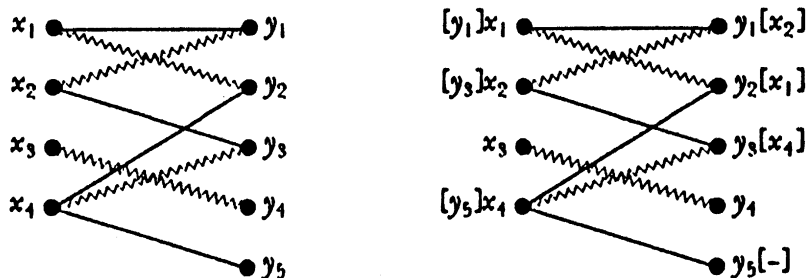 x₁ y₁ [y₁]x₁ y₁[x₂]
x₂ y₂ [y₃]x₂ y₂[x₁]
x₃ y₃ x₃ y₃[x₄]
x₄ y₄ [y₅]x₄ y₄
y₅ y₅[-]